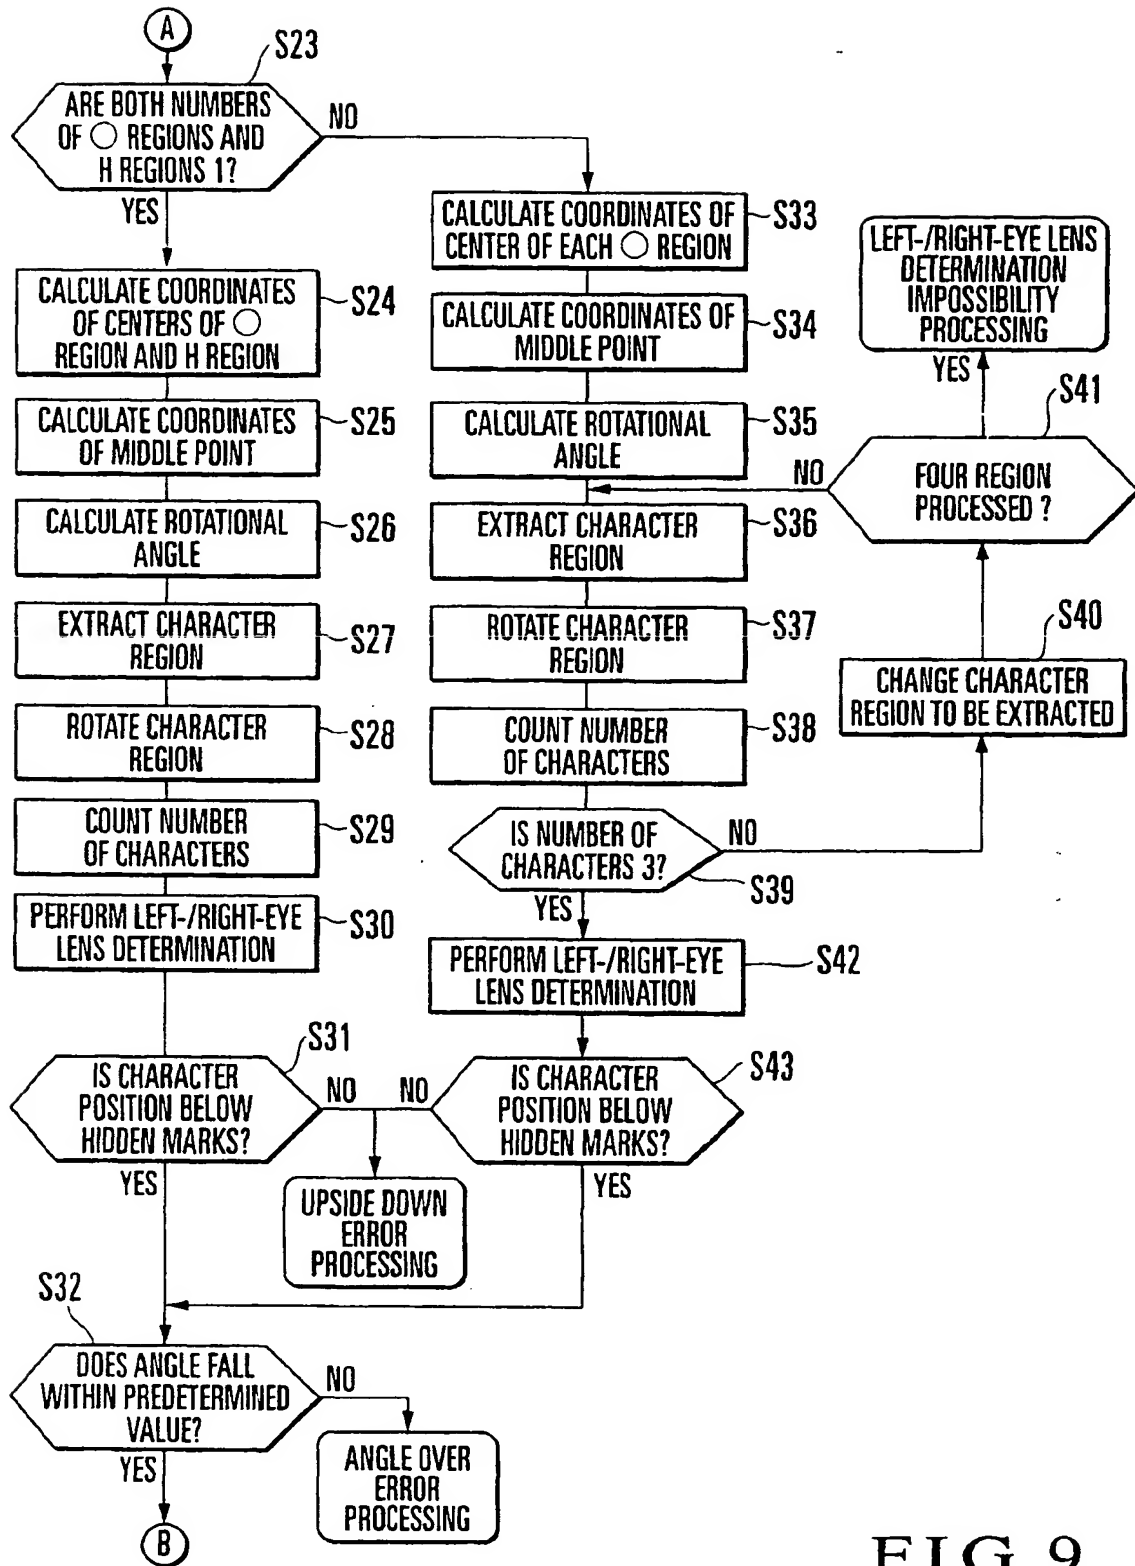 A
S23
ARE BOTH NUMBERS
OF ○ REGIONS AND
H REGIONS 1?
NO
YES
CALCULATE COORDINATES
OF CENTERS OF ○
REGION AND H REGION
S24
CALCULATE COORDINATES
OF MIDDLE POINT
S25
CALCULATE ROTATIONAL
ANGLE
S26
EXTRACT CHARACTER
REGION
S27
ROTATE CHARACTER
REGION
S28
COUNT NUMBER
OF CHARACTERS
S29
PERFORM LEFT-/RIGHT-EYE
LENS DETERMINATION
S30
S31
IS CHARACTER
POSITION BELOW
HIDDEN MARKS?
NO
YES
UPSIDE DOWN
ERROR
PROCESSING
S32
DOES ANGLE FALL
WITHIN PREDETERMINED
VALUE?
NO
YES
ANGLE OVER
ERROR
PROCESSING
B
CALCULATE COORDINATES OF
CENTER OF EACH ○ REGION
S33
CALCULATE COORDINATES OF
MIDDLE POINT
S34
CALCULATE ROTATIONAL
ANGLE
S35
EXTRACT CHARACTER
REGION
S36
ROTATE CHARACTER
REGION
S37
COUNT NUMBER
OF CHARACTERS
S38
IS NUMBER OF
CHARACTERS 3?
NO
S39
YES
PERFORM LEFT-/RIGHT-EYE
LENS DETERMINATION
S42
S43
NO
IS CHARACTER
POSITION BELOW
HIDDEN MARKS?
YES
LEFT-/RIGHT-EYE LENS
DETERMINATION
IMPOSSIBILITY
PROCESSING
YES
S41
NO
FOUR REGION
PROCESSED ?
S40
CHANGE CHARACTER
REGION TO BE EXTRACTED
FIG.9